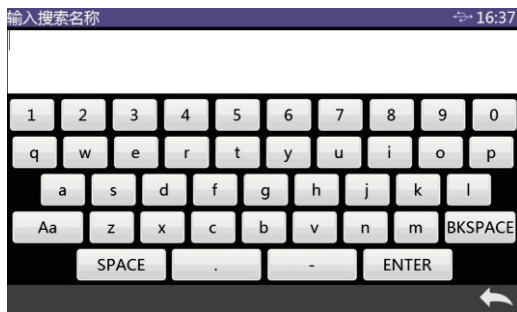 输入搜索名称 16:37
1 2 3 4 5 6 7 8 9 0
q w e r t y u i o p
a s d f g h j k l
Aa z x c b v n m BKSPACE
SPACE . - ENTER